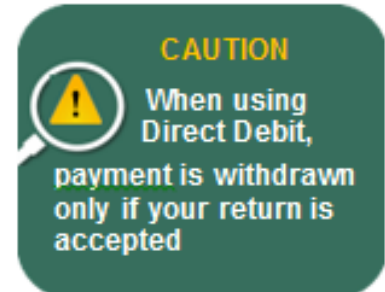 CAUTION
When using
Direct Debit,
payment is withdrawn
only if your return is
accepted